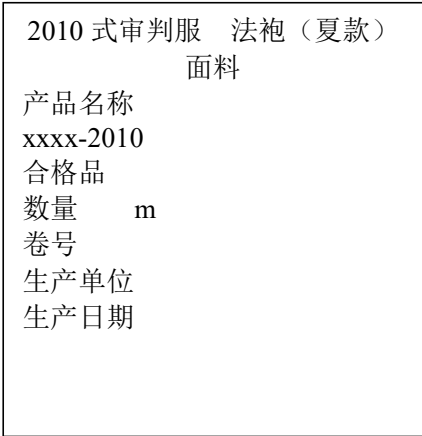 2010 式审判服　法袍（夏款）
面料
产品名称
xxxx-2010
合格品
数量　　m
卷号
生产单位
生产日期